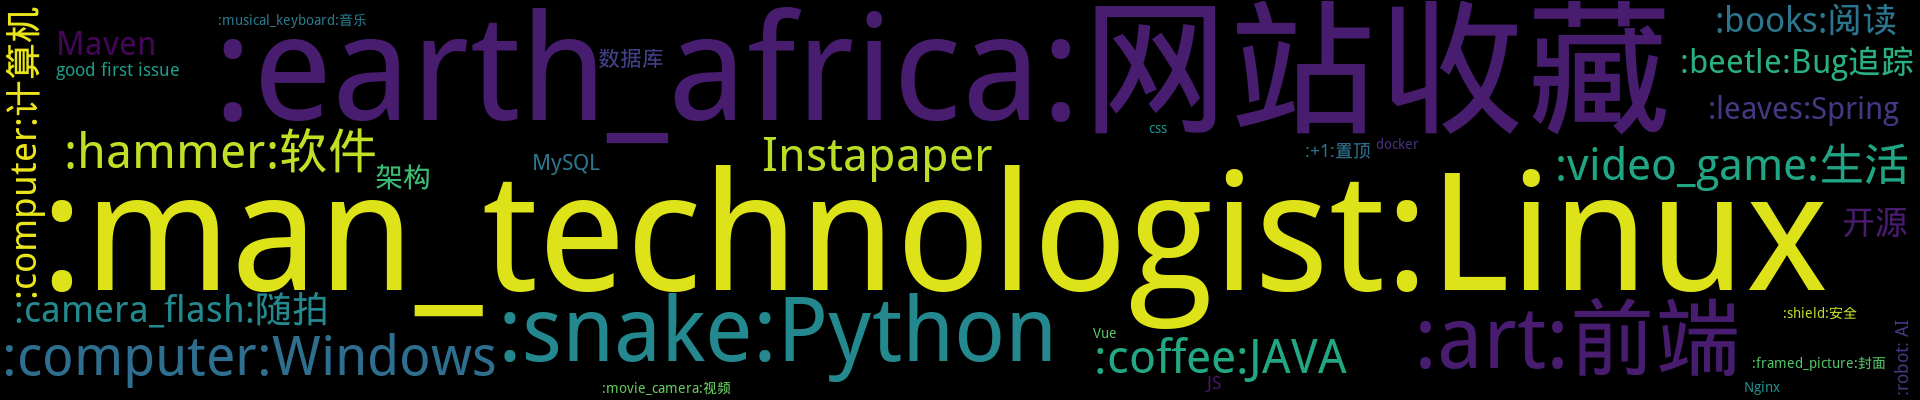 :computer:计算机
Maven
good first issue
:musical_keyboard:音乐
:earth_africa:网站收藏
数据库
:books:阅读
:beetle:Bug追踪
:leaves:Spring
:hammer:软件
架构
MySQL
Instapaper
css
:+1:置顶
docker
:video_game:生活
:man_technologist:Linux
开源
:camera_flash:随拍
:computer:Windows
:snake:Python
:movie_camera:视频
Vue
:coffee:JAVA
JS
:art:前端
:shield:安全
:framed_picture:封面
Nginx
:robot: AI